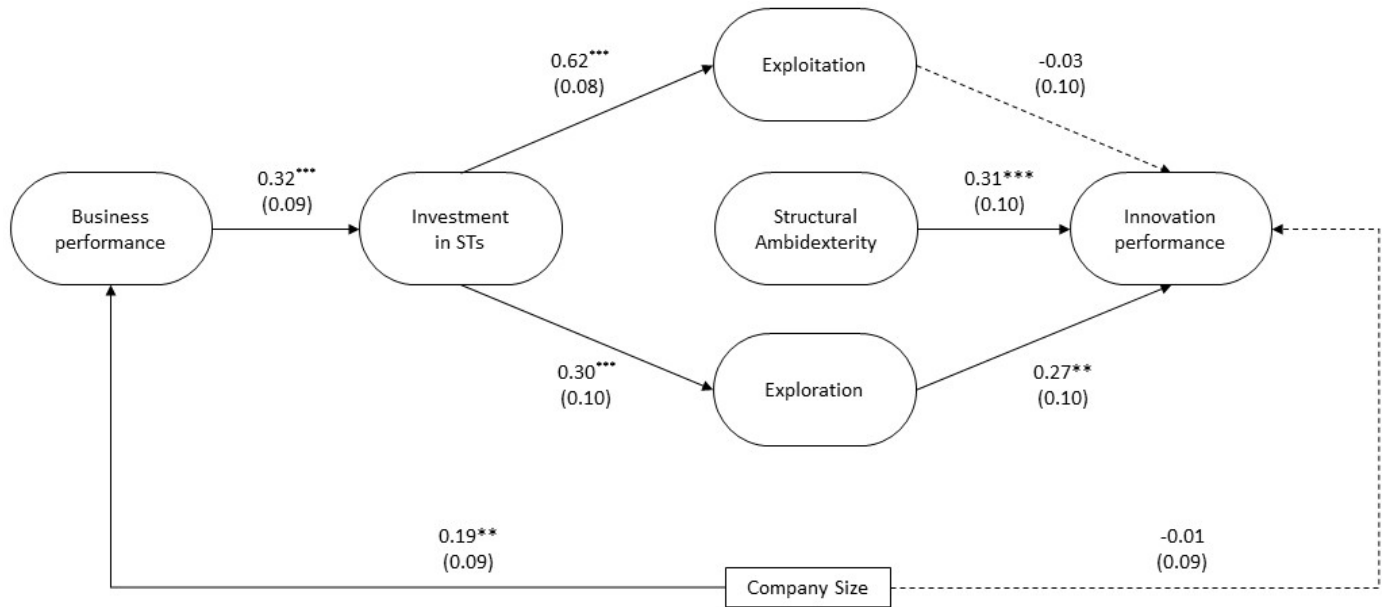 0.62***
(0.08)
Exploitation
-0.03
(0.10)
0.32***
(0.09)
0.31***
(0.10)
Business
performance
Investment
in STs
Structural
Ambidexterity
Innovation
performance
0.30***
(0.10)
Exploration
0.27**
(0.10)
0.19**
(0.09)
-0.01
(0.09)
Company Size